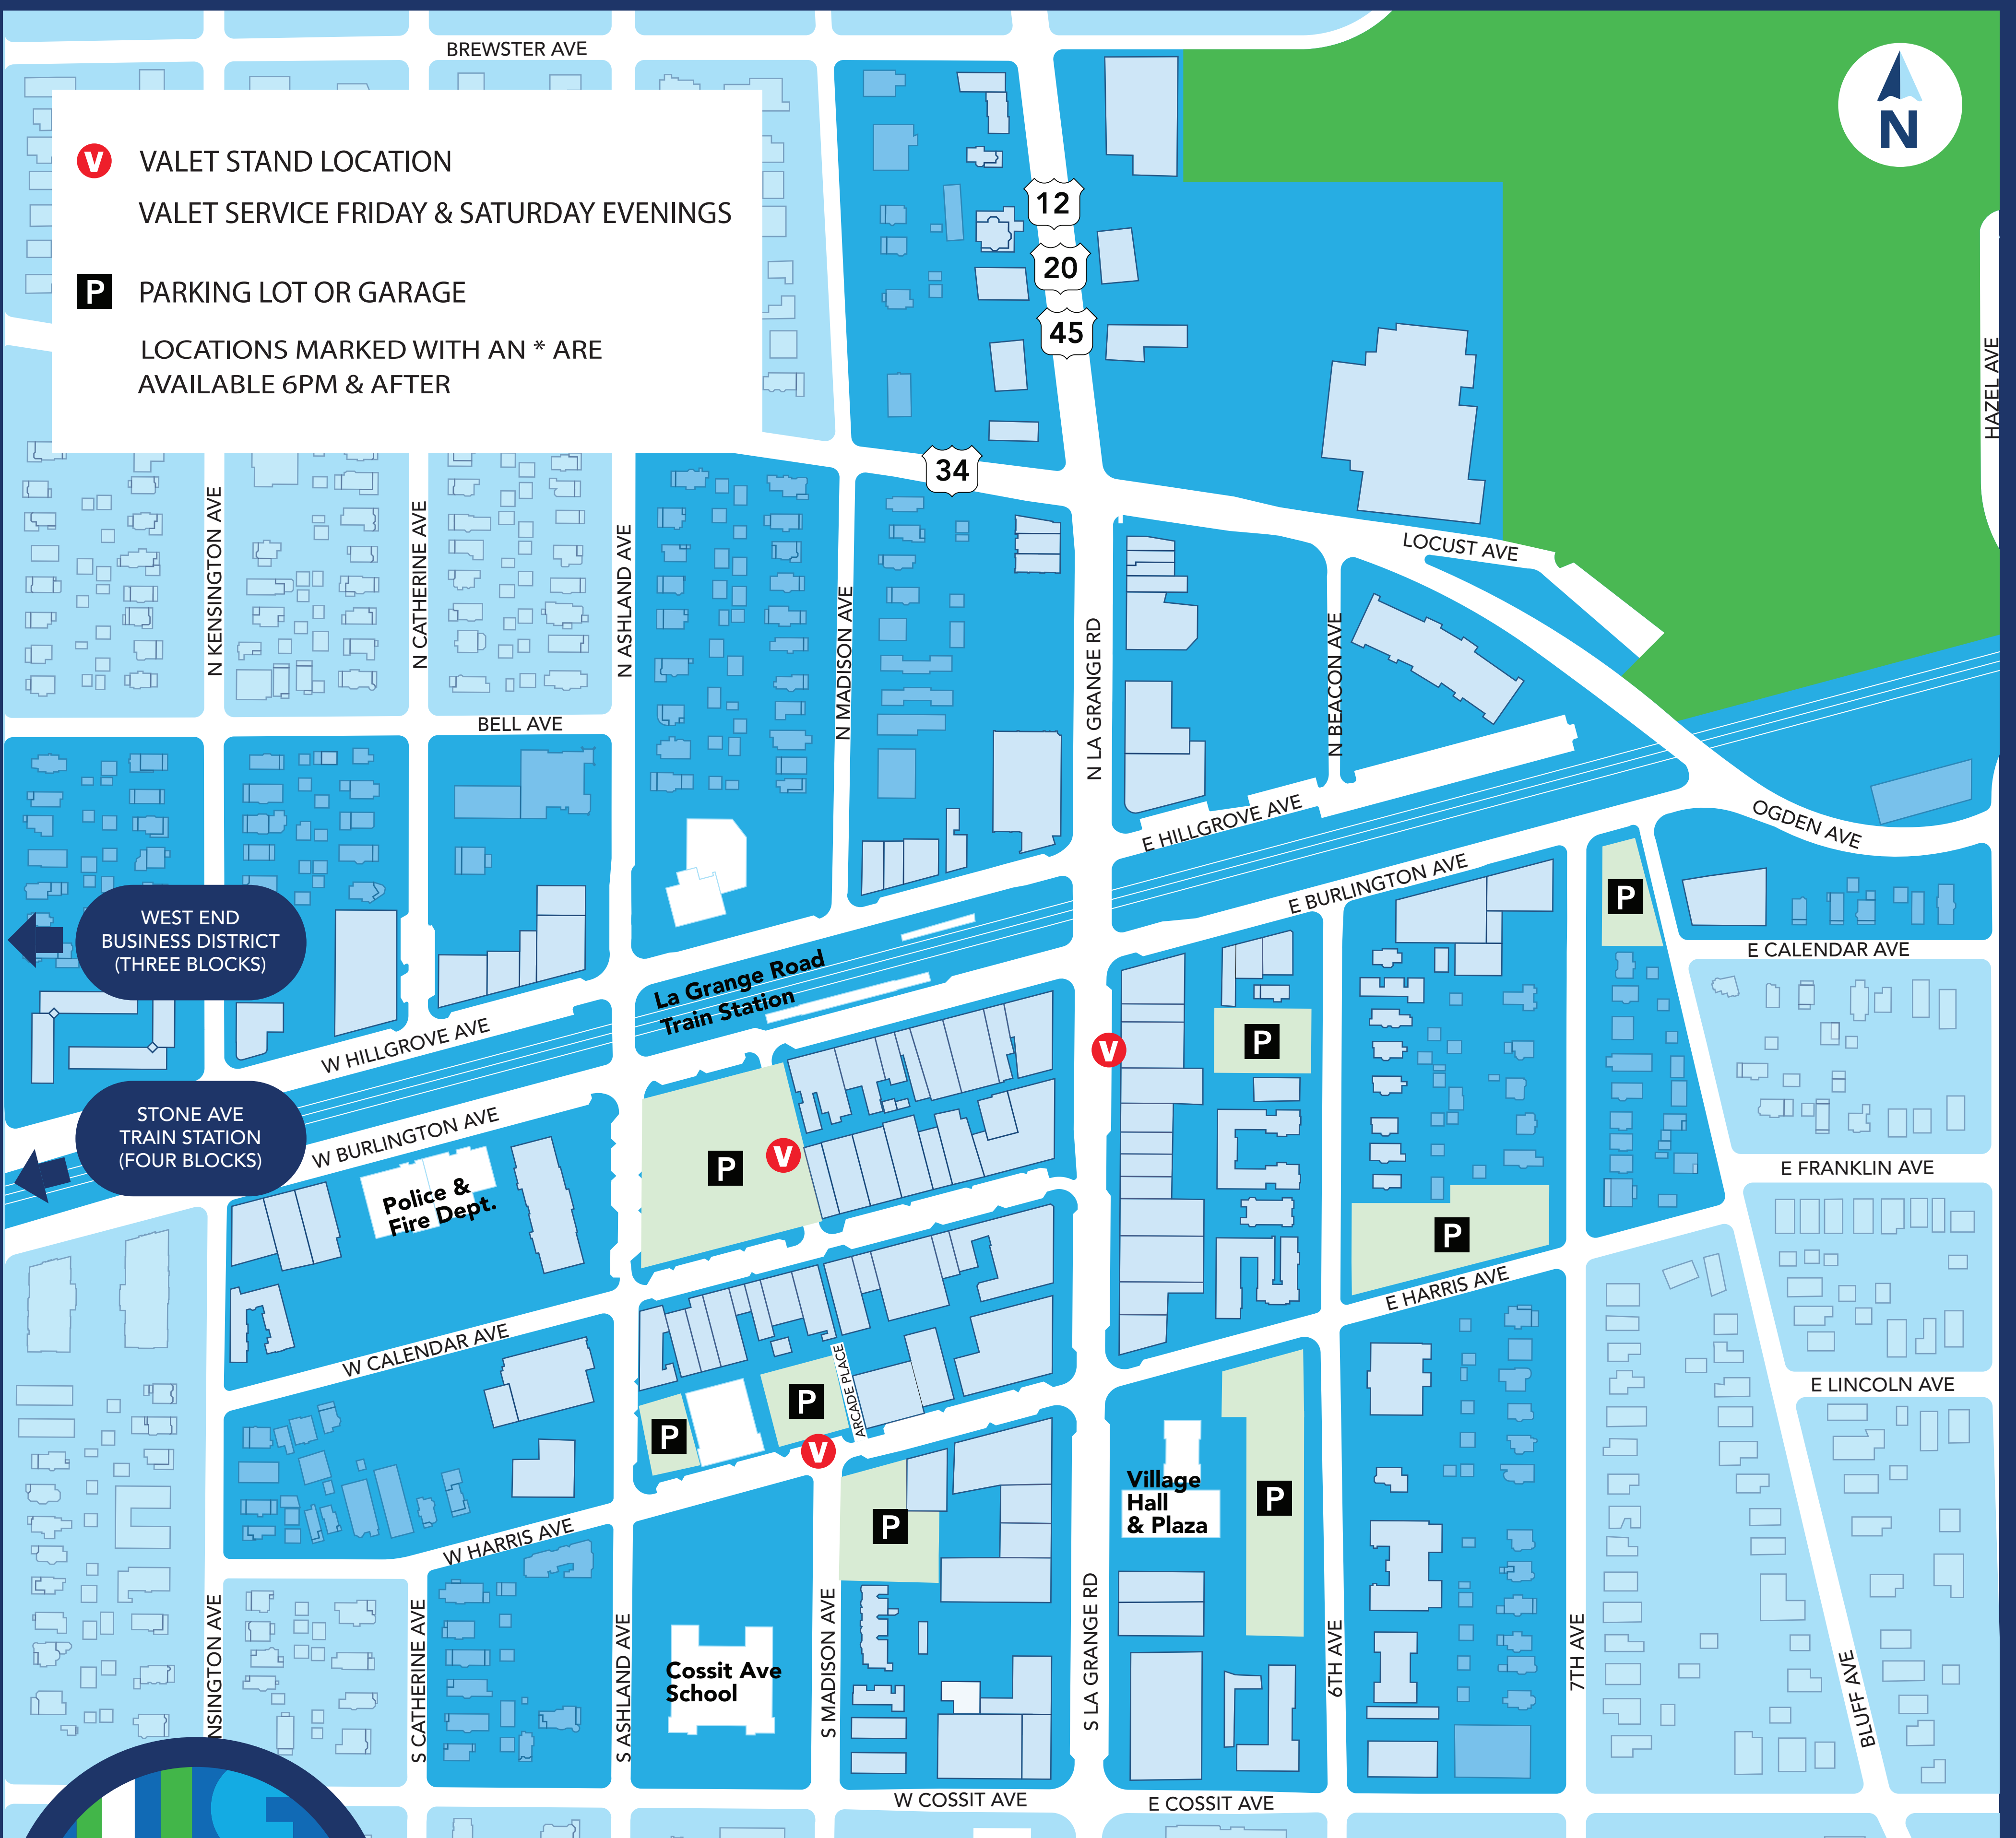 BREWSTER AVE
N
V VALET STAND LOCATION
VALET SERVICE FRIDAY & SATURDAY EVENINGS
P PARKING LOT OR GARAGE
LOCATIONS MARKED WITH AN * ARE
AVAILABLE 6PM & AFTER
12
20
45
34
HAZEL AVE
LOCUST AVE
N KENSINGTON AVE
N CATHERINE AVE
N ASHLAND AVE
N MADISON AVE
N LA GRANGE RD
N BEACON AVE
BELL AVE
E HILLGROVE AVE
OGDEN AVE
E BURLINGTON AVE
P
WEST END
BUSINESS DISTRICT
(THREE BLOCKS)
E CALENDAR AVE
La Grange Road
Train Station
W HILLGROVE AVE
V
P
STONE AVE
TRAIN STATION
(FOUR BLOCKS)
W BURLINGTON AVE
P
V
E FRANKLIN AVE
Police &
Fire Dept.
P
E HARRIS AVE
W CALENDAR AVE
ARCADE PLACE
E LINCOLN AVE
P
P
V
Village
Hall
& Plaza
P
P
W HARRIS AVE
NSINGTON AVE
S CATHERINE AVE
S ASHLAND AVE
Cossit Ave
School
S MADISON AVE
S LA GRANGE RD
6TH AVE
7TH AVE
BLUFF AVE
W COSSIT AVE
E COSSIT AVE